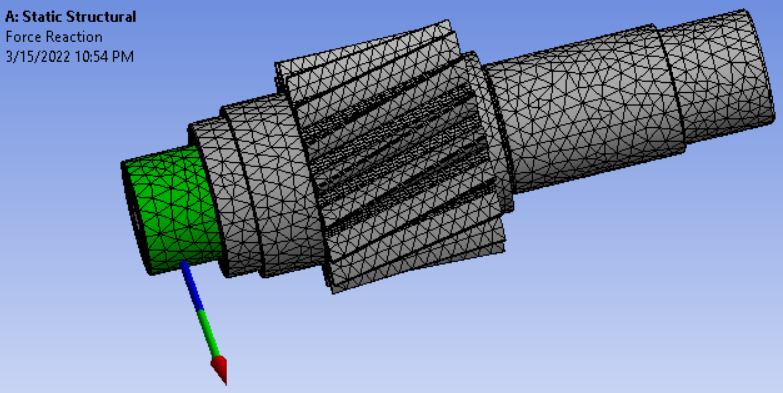 A: Static Structural
Force Reaction
3/15/2022 10:54 PM